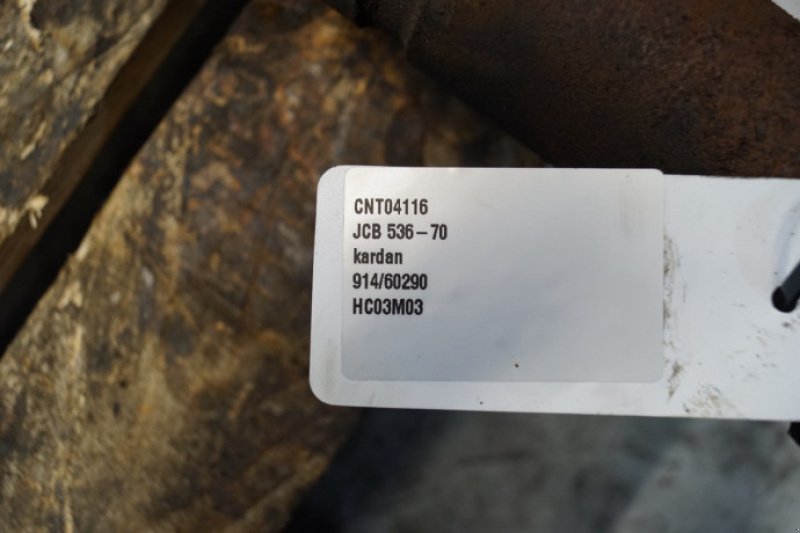 CNT04116
JCB 536-70
kardan
914/60290
HC03M03